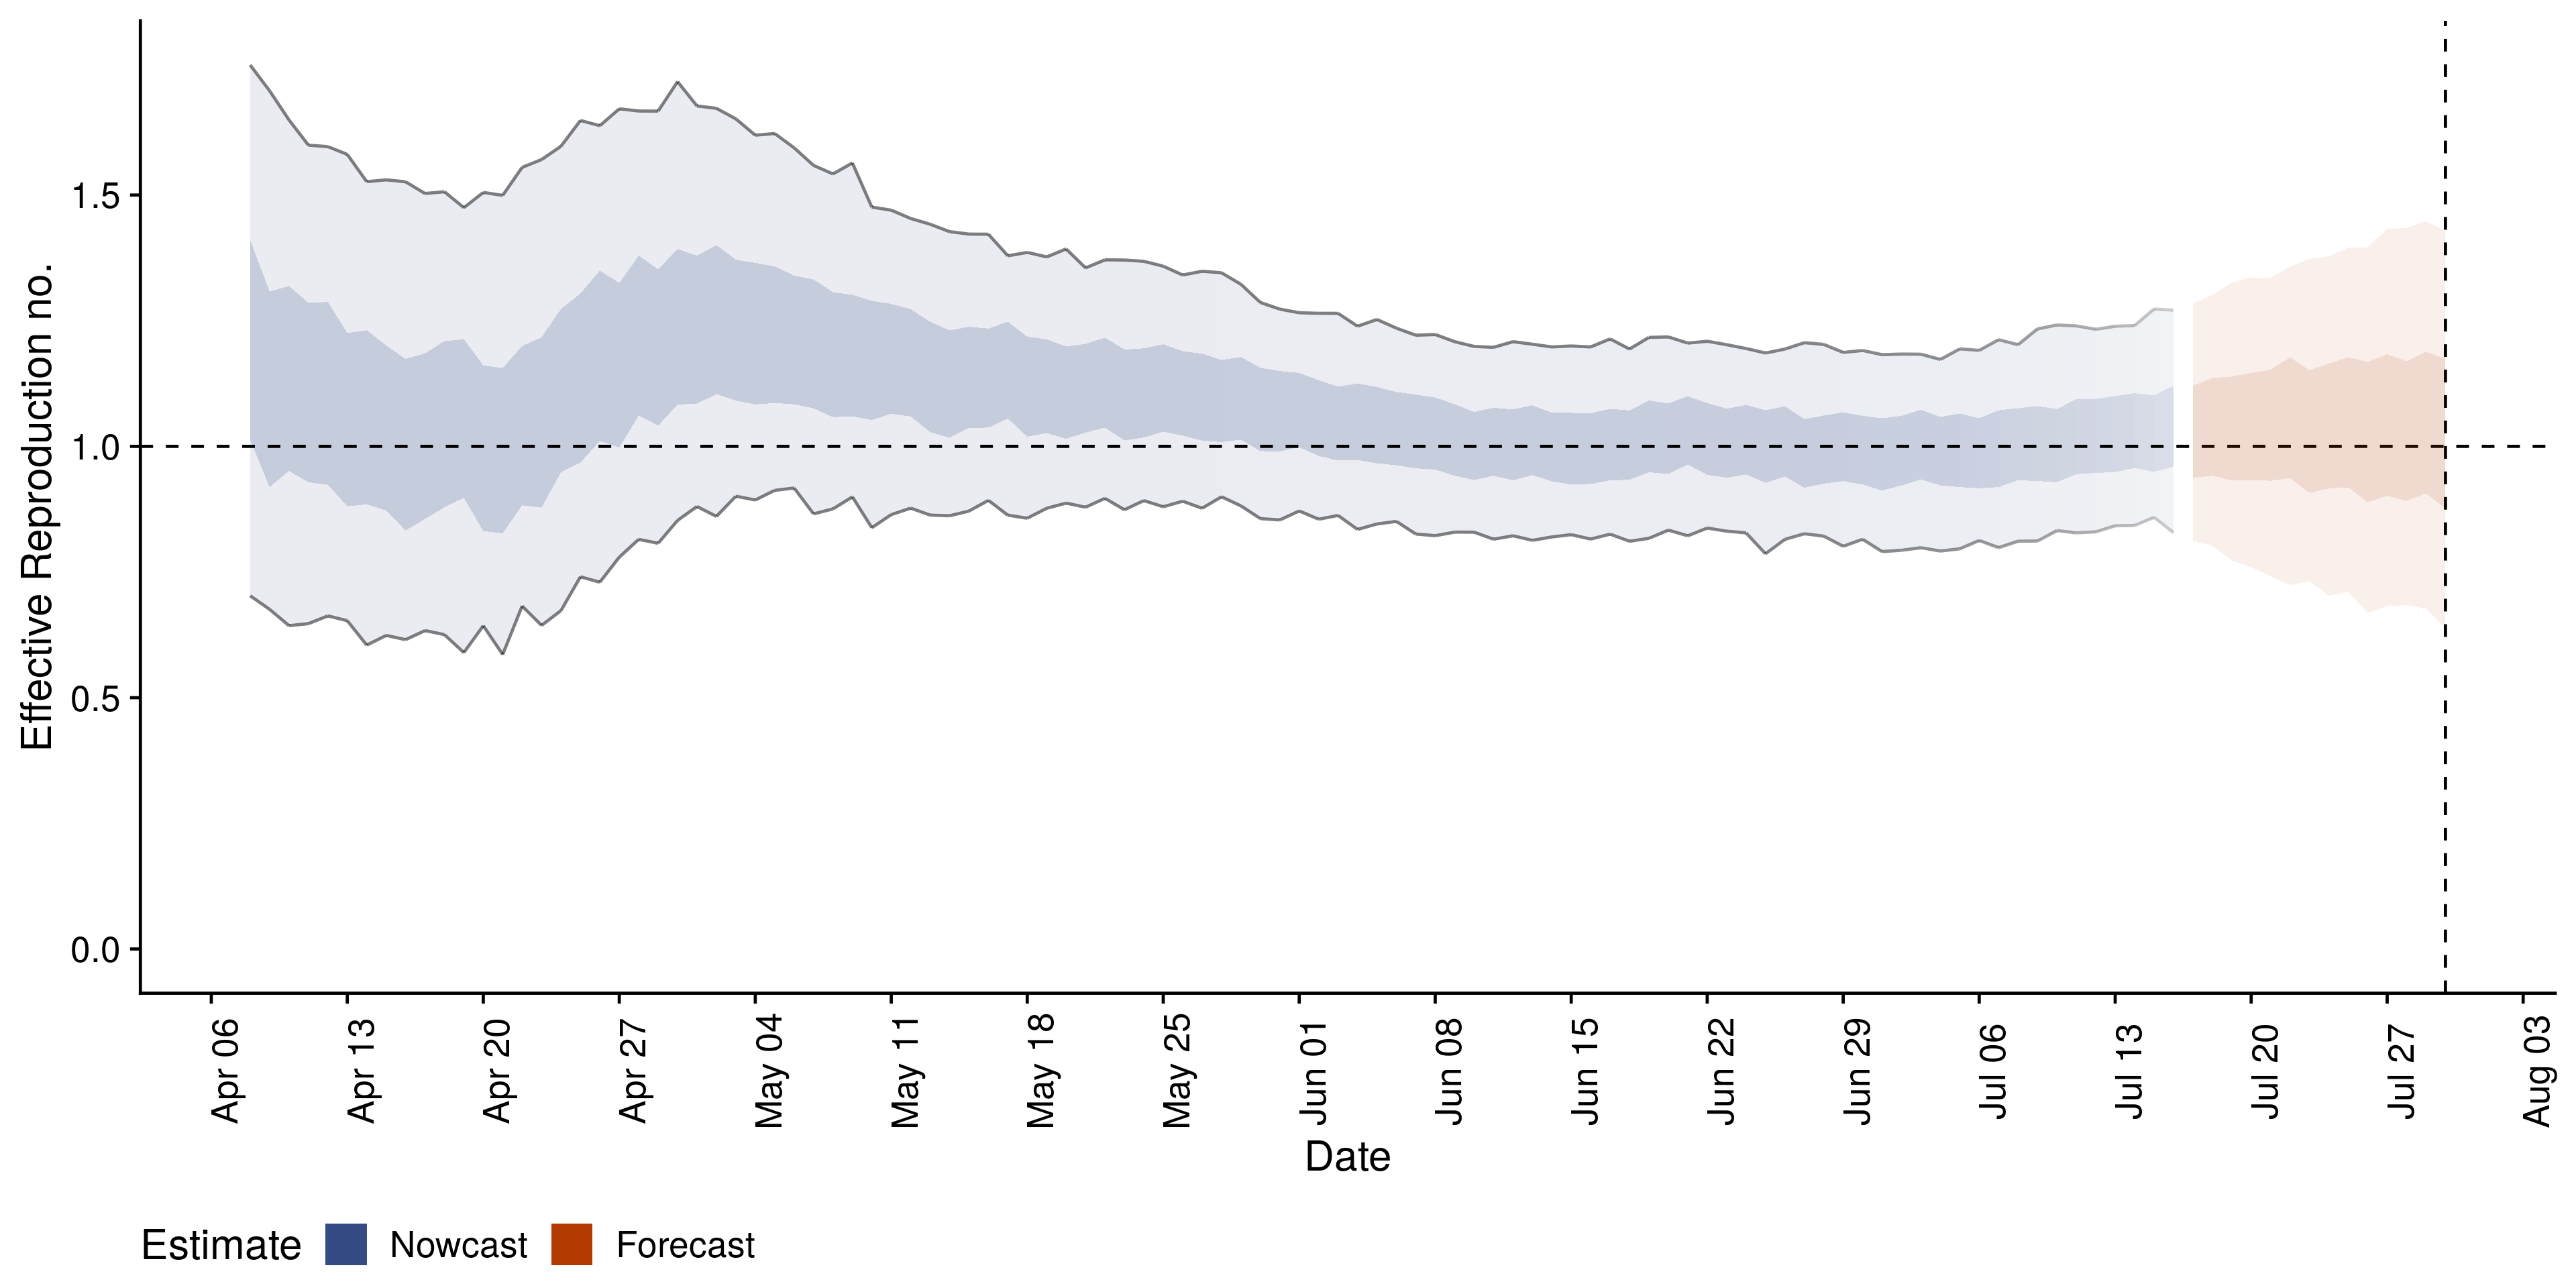 Effective Reproduction no.
1.5
1.0
0.5
0.0
Apr 06
Apr 13
Apr 20
Apr 27
May 04
May 11
May 18
May 25
Jun 01
Jun 08
Jun 15
Jun 22
Jun 29
Jul 06
Jul 13
Jul 20
Jul 27
Aug 03
Date
Estimate Nowcast Forecast